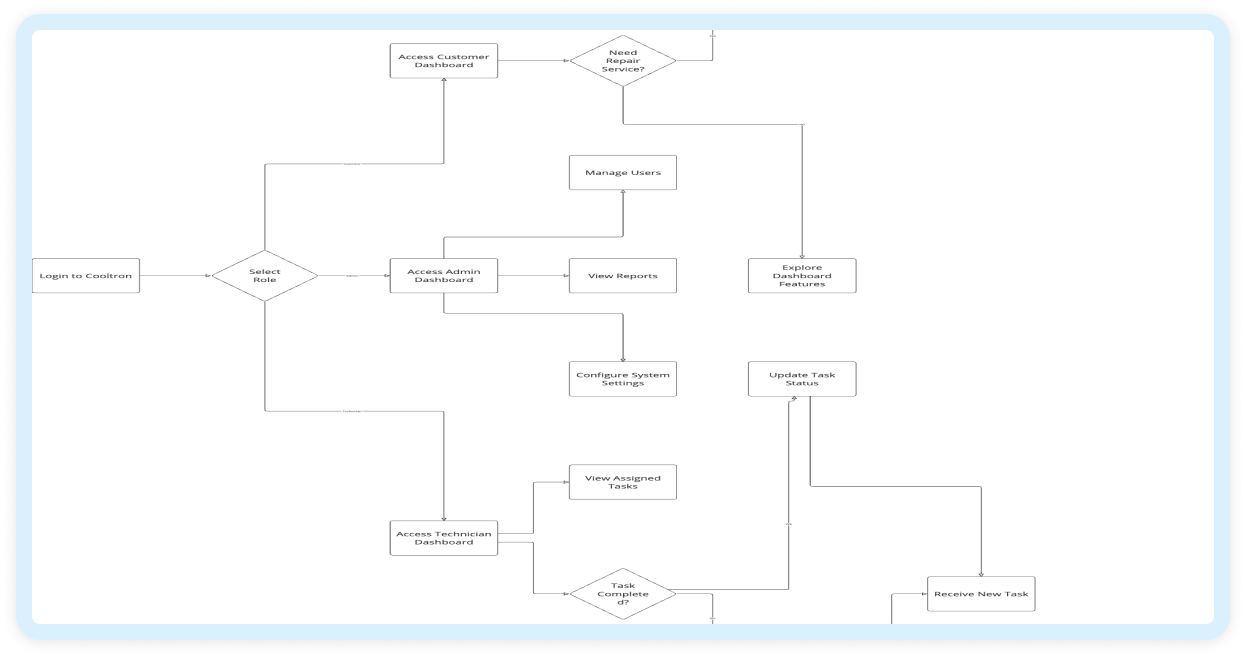 Access Customer
Dashboard
Need
Repair
Service?
Manage Users
Login to Cooltron
Select
Role
Access Admin
Dashboard
View Reports
Explore
Dashboard
Features
Configure System
Settings
Update Task
Status
View Assigned
Tasks
Access Technician
Dashboard
Task
Complete
d?
Receive New Task